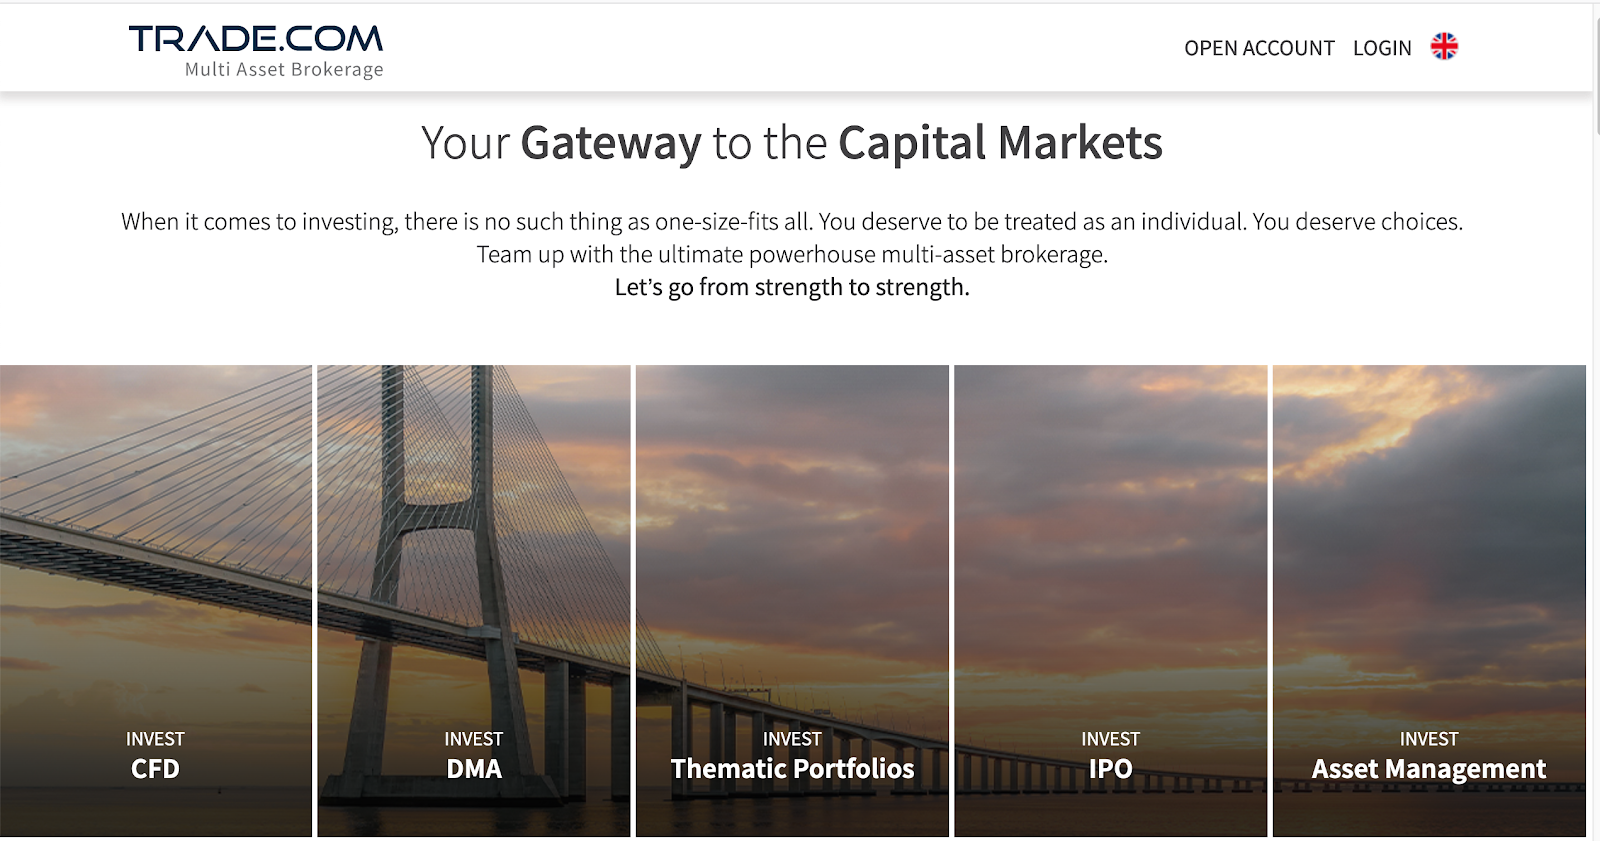 TRADE.COM
Multi Asset Brokerage
OPEN ACCOUNT LOGIN
Your Gateway to the Capital Markets
When it comes to investing, there is no such thing as one-size-fits all. You deserve to be treated as an individual. You deserve choices.
Team up with the ultimate powerhouse multi-asset brokerage.
Let’s go from strength to strength.
INVEST
CFD
INVEST
DMA
INVEST
Thematic Portfolios
INVEST
IPO
INVEST
Asset Management